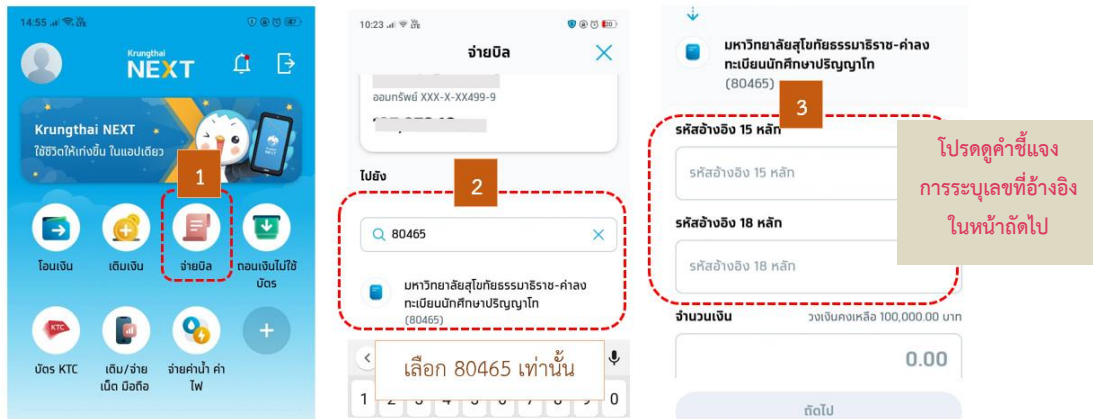 14:55
Krungthai
NEXT
Krungthai NEXT
ใช้ชีวิตให้เก่งขึ้น ในแอปเดียว
1
โอนเงิน
เติมเงิน
จ่ายบิล
ถอนเงินไม่ใช้
บัตร
KTC
บัตร KTC
เติม/จ่าย
เน็ต มือถือ
จ่ายค่าน้ำ ค่า
ไฟ
10:23
จ่ายบิล
ออมทรัพย์ XXX-X-XX499-9
ไปยัง
2
80465
มหาวิทยาลัยสุโขทัยธรรมาธิราช-ค่าลง
ทะเบียนนักศึกษาปริญญาโท
(80465)
เลือก 80465 เท่านั้น
1 2 3 4 5 6 7 8 9 0
มหาวิทยาลัยสุโขทัยธรรมาธิราช-ค่าลง
ทะเบียนนักศึกษาปริญญาโท
(80465)
3
รหัสอ้างอิง 15 หลัก
รหัสอ้างอิง 15 หลัก
รหัสอ้างอิง 18 หลัก
รหัสอ้างอิง 18 หลัก
จำนวนเงิน วงเงินคงเหลือ 100,000.00 บาท
0.00
ถัดไป
โปรดดูคำชี้แจง
การระบุเลขที่อ้างอิง
ในหน้าถัดไป